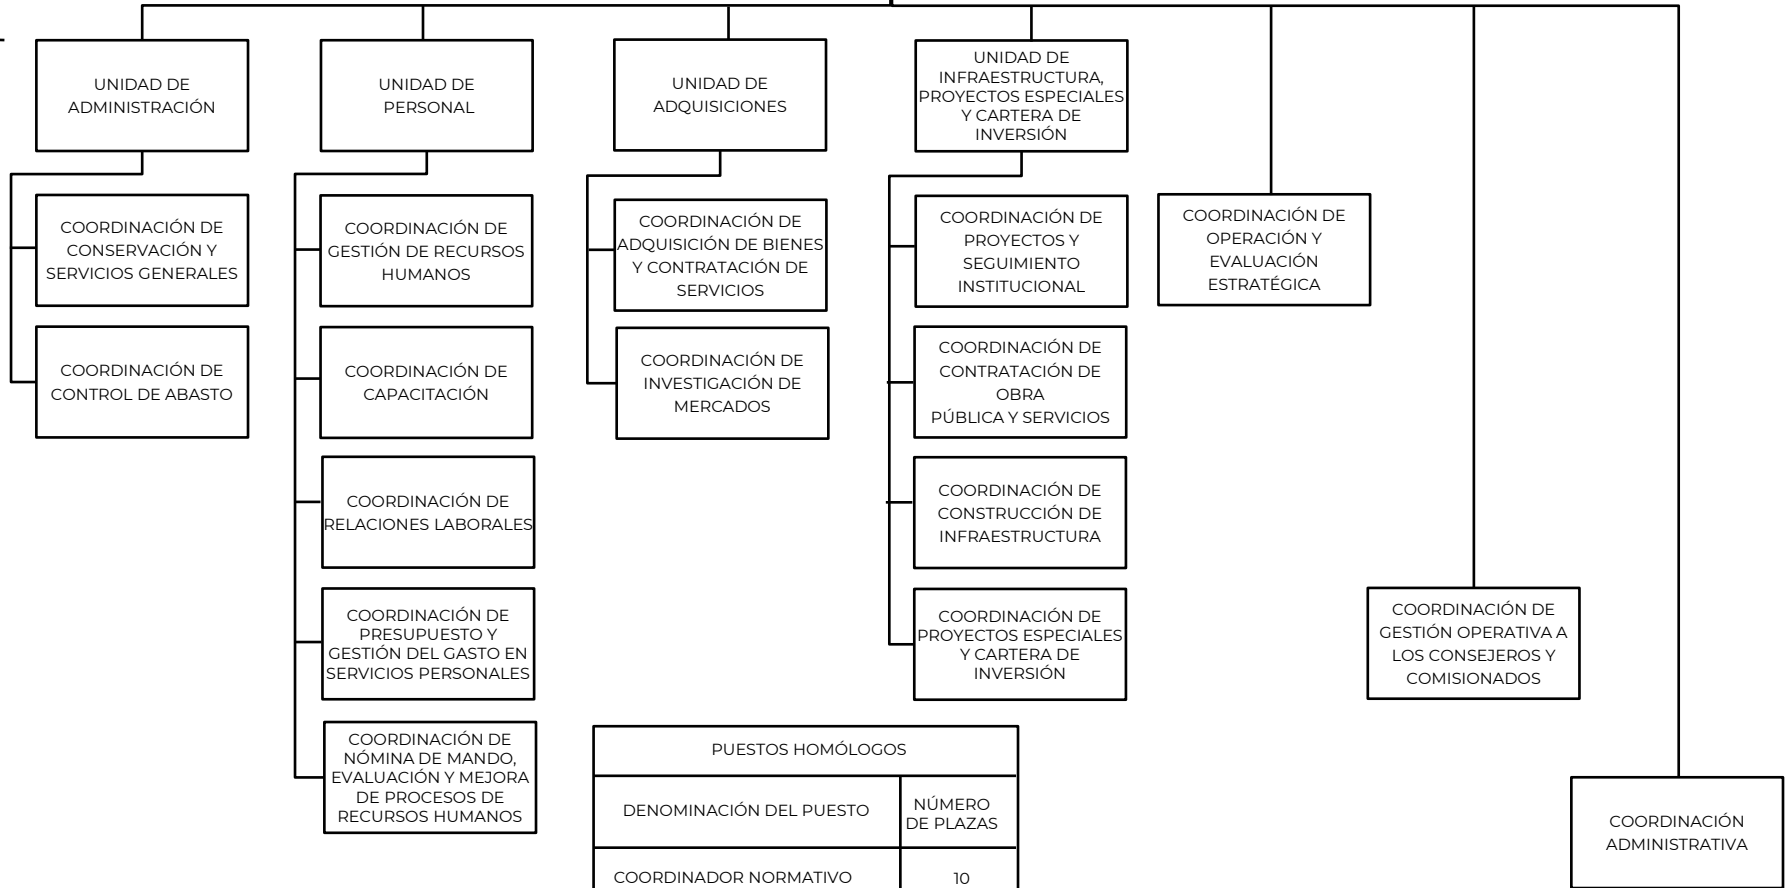 UNIDAD DE
ADMINISTRACIÓN
COORDINACIÓN DE
CONSERVACIÓN Y
SERVICIOS GENERALES
COORDINACIÓN DE
CONTROL DE ABASTO
UNIDAD DE
PERSONAL
COORDINACIÓN DE
GESTIÓN DE RECURSOS
HUMANOS
COORDINACIÓN DE
CAPACITACIÓN
COORDINACIÓN DE
RELACIONES LABORALES
COORDINACIÓN DE
PRESUPUESTO Y
GESTIÓN DEL GASTO EN
SERVICIOS PERSONALES
COORDINACIÓN DE
NÓMINA DE MANDO,
EVALUACIÓN Y MEJORA
DE PROCESOS DE
RECURSOS HUMANOS
UNIDAD DE
ADQUISICIONES
COORDINACIÓN DE
ADQUISICIÓN DE BIENES
Y CONTRATACIÓN DE
SERVICIOS
COORDINACIÓN DE
INVESTIGACIÓN DE
MERCADOS
UNIDAD DE
INFRAESTRUCTURA,
PROYECTOS ESPECIALES
Y CARTERA DE
INVERSIÓN
COORDINACIÓN DE
PROYECTOS Y
SEGUIMIENTO
INSTITUCIONAL
COORDINACIÓN DE
CONTRATACIÓN DE
OBRA
PÚBLICA Y SERVICIOS
COORDINACIÓN DE
CONSTRUCCIÓN DE
INFRAESTRUCTURA
COORDINACIÓN DE
PROYECTOS ESPECIALES
Y CARTERA DE
INVERSIÓN
COORDINACIÓN DE
OPERACIÓN Y
EVALUACIÓN
ESTRATÉGICA
COORDINACIÓN DE
GESTIÓN OPERATIVA A
LOS CONSEJEROS Y
COMISIONADOS
COORDINACIÓN
ADMINISTRATIVA
PUESTOS HOMÓLOGOS
DENOMINACIÓN DEL PUESTO
NÚMERO
DE PLAZAS
COORDINADOR NORMATIVO
10